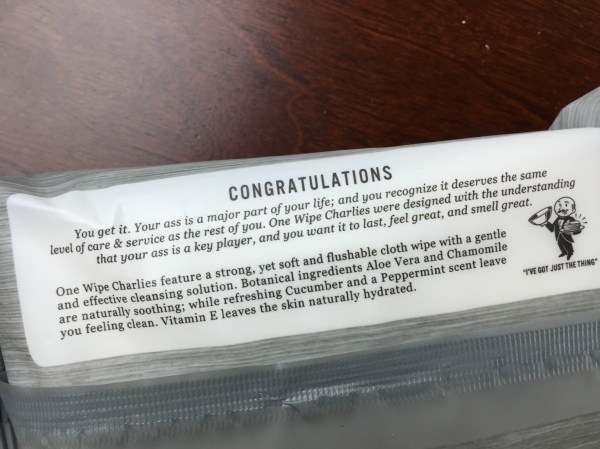 CONGRATULATIONS
You get it. Your ass is a major part of your life; and you recognize it deserves the same
level of care & service as the rest of you. One Wipe Charlies were designed with the understanding
that your ass is a key player, and you want it to last, feel great, and smell great.
One Wipe Charlies feature a strong, yet soft and flushable cloth wipe with a gentle
and effective cleansing solution. Botanical ingredients Aloe Vera and Chamomile
are naturally soothing; while refreshing Cucumber and a Peppermint scent leave
you feeling clean. Vitamin E leaves the skin naturally hydrated.
"I'VE GOT JUST THE THING"